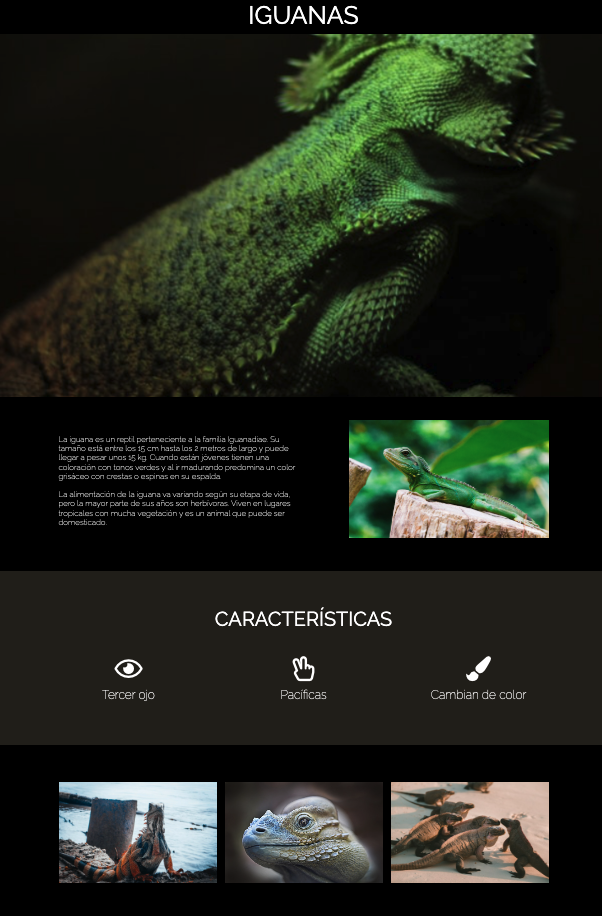 IGUANAS
La iguana es un reptil perteneciente a la familia Iguanadiae. Su
tamaño está entre los 15 cm hasta los 2 metros de largo y puede
llegar a pesar unos 15 kg. Cuando están jóvenes tienen una
coloración con tonos verdes y al ir madurando predomina un color
grisáceo con crestas o espinas en su espalda.
La alimentación de la iguana va variando según su etapa de vida,
pero la mayor parte de sus años son herbívoras. Viven en lugares
tropicales con mucha vegetación y es un animal que puede ser
domesticado.
CARACTERÍSTICAS
Tercer ojo
Pacíficas
Cambian de color